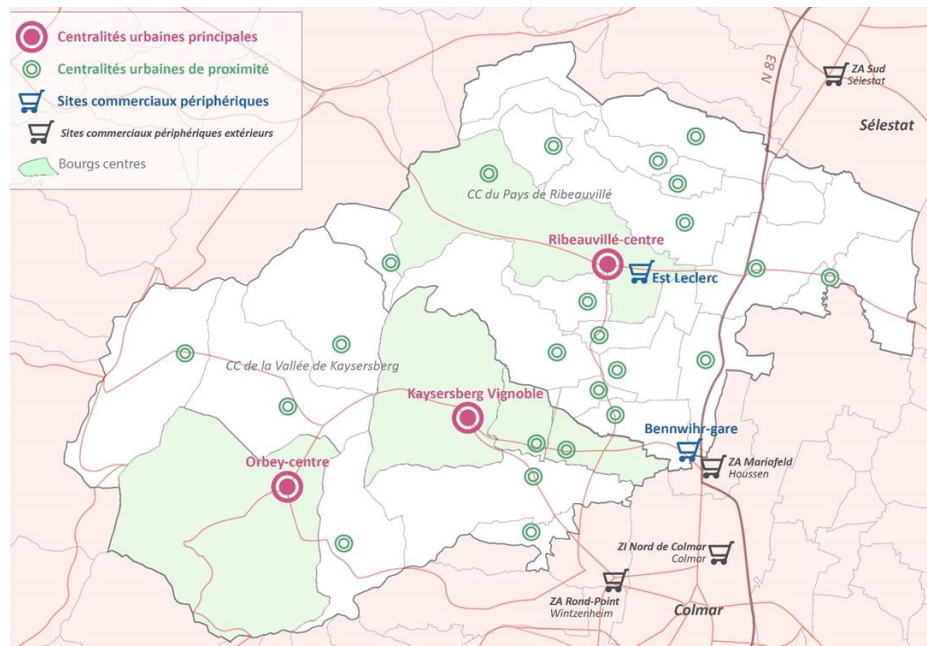 Centralités urbaines principales
Centralités urbaines de proximité
Sites commerciaux périphériques
Sites commerciaux périphériques extérieurs
Bourgs centres
N 83
ZA Sud
Sélestat
Sélestat
CC du Pays de Ribeauvillé
Ribeauvillé-centre
Est Leclerc
CC de la Vallée de Kaysersberg
Kaysersberg Vignoble
Bennwihr-gare
Orbey-centre
ZA Mariafeld
Houssen
ZI Nord de Colmar
Colmar
ZA Rond-Point
Wintzenheim
Colmar